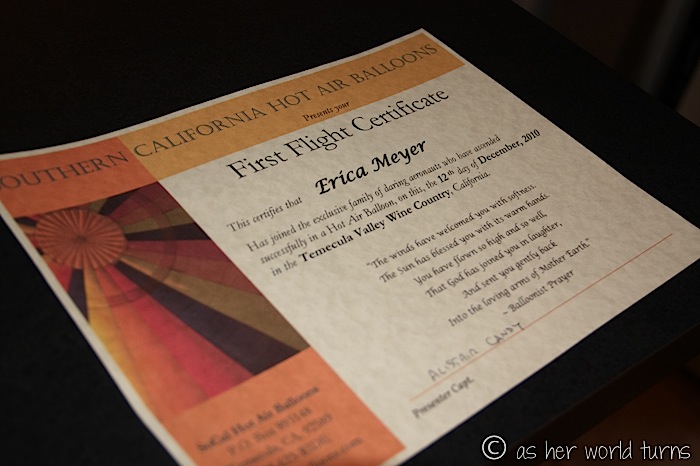 SOUTHERN CALIFORNIA HOT AIR BALLOONS
Presents your
First Flight Certificate
This certifies that Erica Meyer
Has joined the exclusive family of daring aeronauts who have ascended
successfully in a Hot Air Balloon, on this, the 12th day of December, 2010
in the Temecula Valley Wine Country, California.
"The winds have welcomed you with softness.
The Sun has blessed you with its warm hands.
You have flown so high and so well,
That God has joined you in laughter,
And sent you gently back
Into the loving arms of Mother Earth."
~ Balloonist Prayer
Presenter Capt.
SoCal Hot Air Balloons
P.O. Box
CA,
© as her world turns